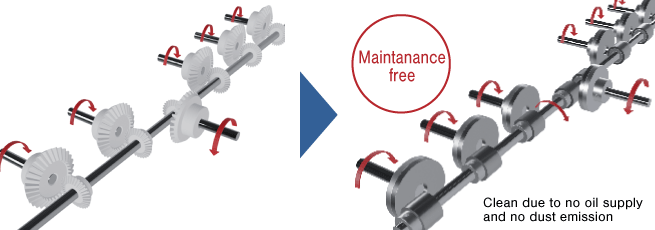 Maintanance
free
Clean due to no oil supply
and no dust emission